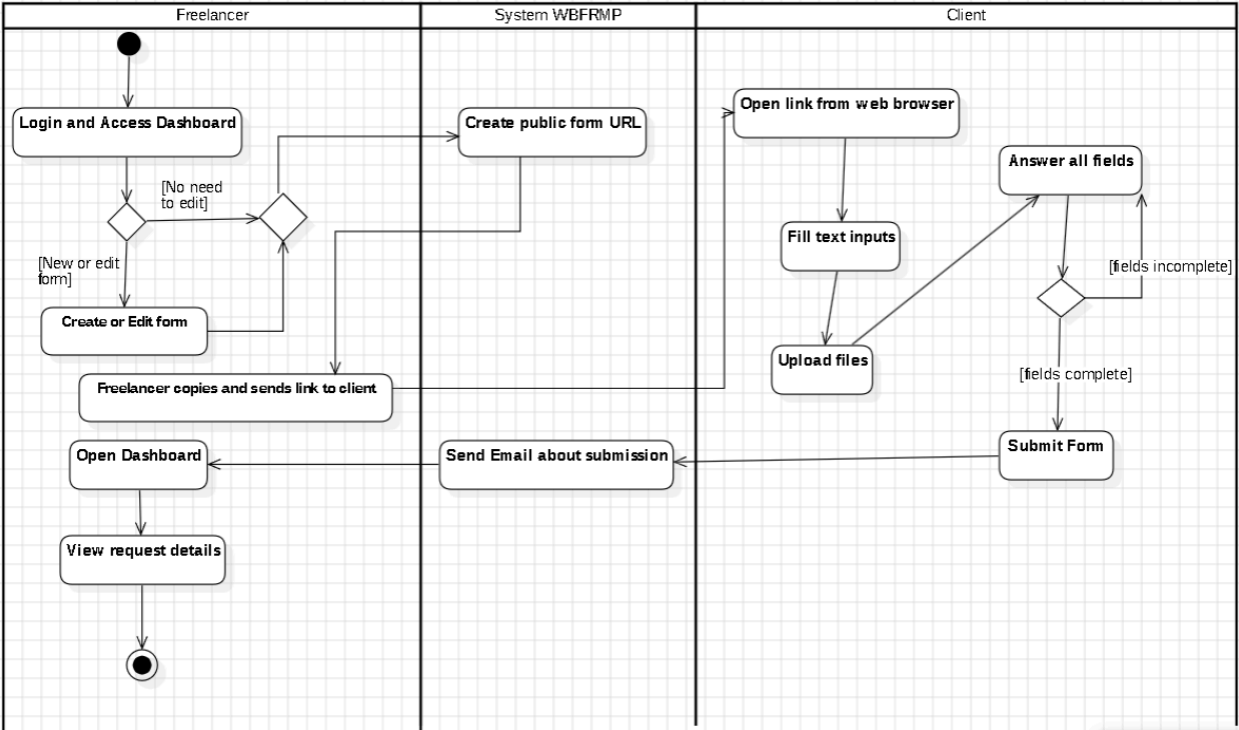 Freelancer
System WBFRMP
Client
Login and Access Dashboard
[No need
to edit]
[New or edit
form]
Create or Edit form
Create public form URL
Freelancer copies and sends link to client
Open link from web browser
Fill text inputs
Upload files
Answer all fields
[fields incomplete]
[fields complete]
Submit Form
Send Email about submission
Open Dashboard
View request details